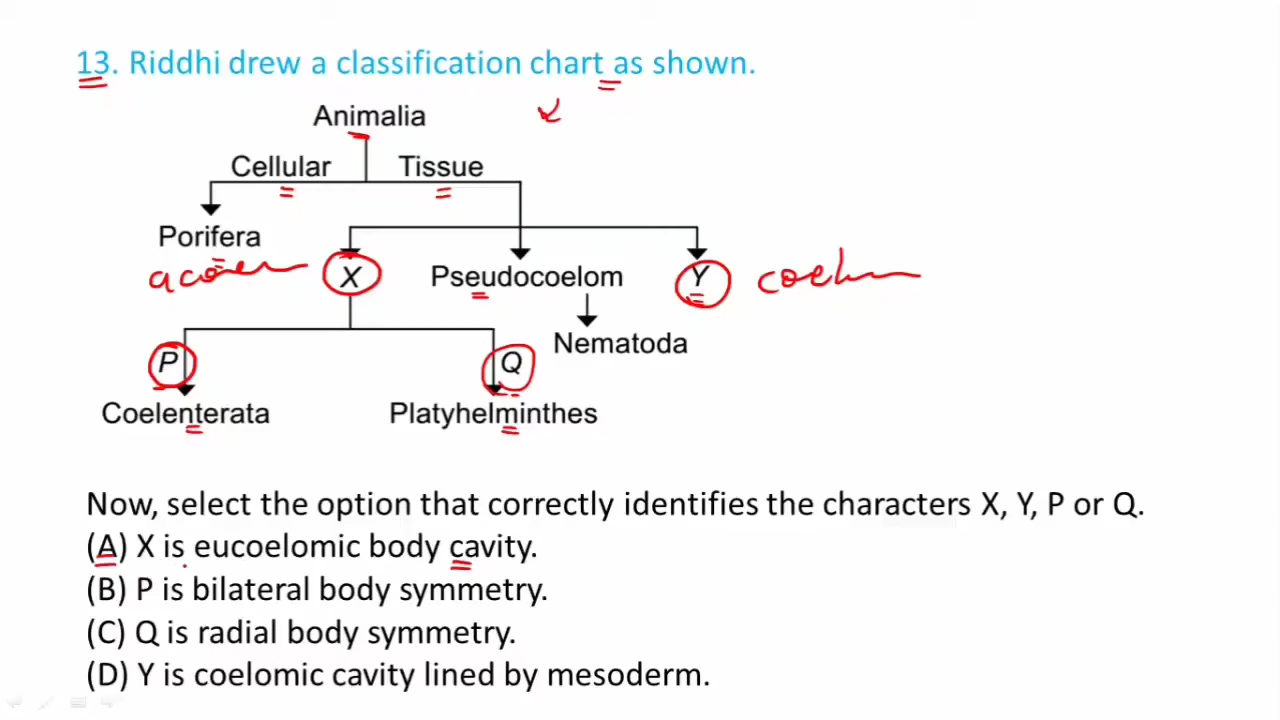 13. Riddhi drew a classification chart as shown.
Animalia
Cellular Tissue
Porifera
X Pseudocoelom Y coelm
Nematoda
P Q
Coelenterata Platyhelminthes
Now, select the option that correctly identifies the characters X, Y, P or Q.
(A) X is eucoelomic body cavity.
(B) P is bilateral body symmetry.
(C) Q is radial body symmetry.
(D) Y is coelomic cavity lined by mesoderm.